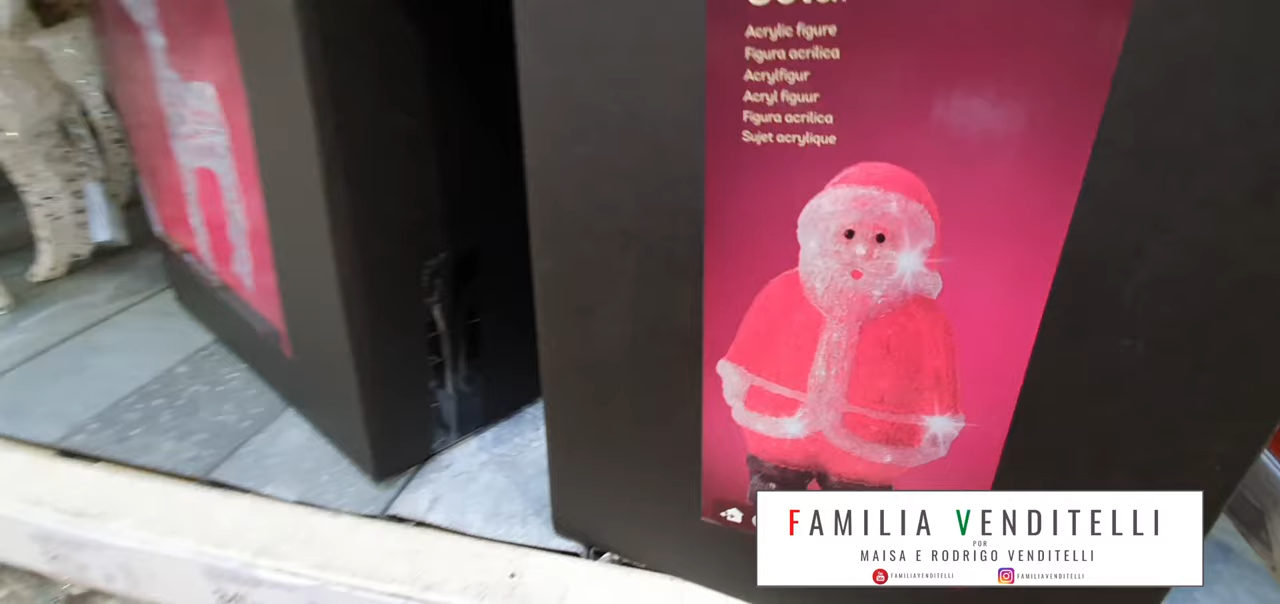 Acrylic figure
Figura acrílica
Acrylfigur
Acryl figuur
Figura acrilica
Sujet acrylique
FAMILIA VENDITELLI
POR
MAISA E RODRIGO VENDITELLI
FAMILIAVENDITELLI FAMILIAVENDITELLI